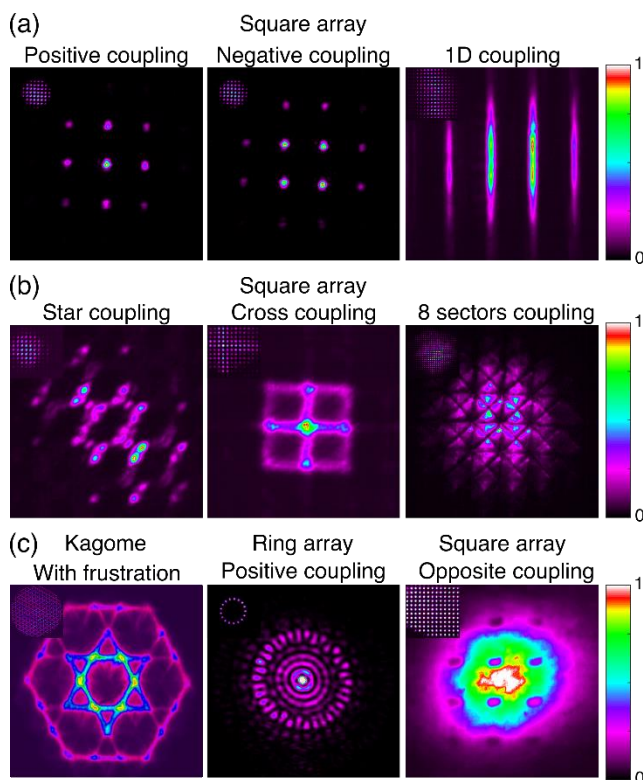 (a)
Square array
Positive coupling
Negative coupling
1D coupling
1
0
(b)
Square array
Star coupling
Cross coupling
8 sectors coupling
1
0
(c)
Kagome
With frustration
Ring array
Positive coupling
Square array
Opposite coupling
1
0